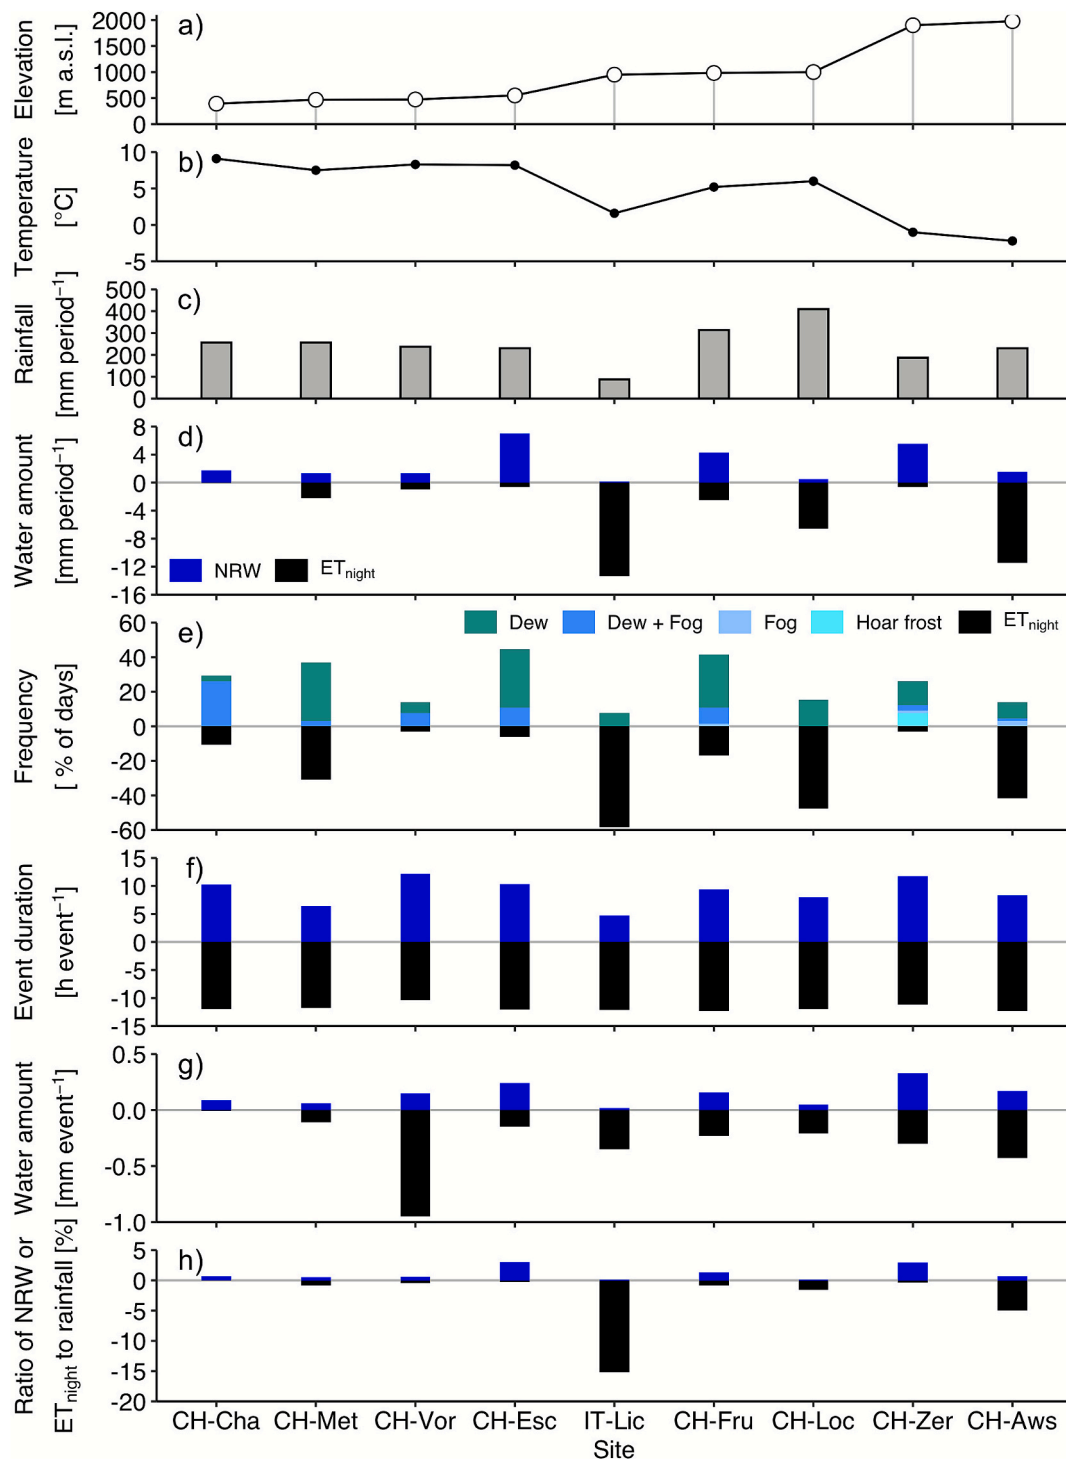 a)
Elevation
[m a.s.l.]
2000
1500
1000
500
0
b)
Temperature
[°C]
10
5
0
-5
c)
Rainfall
[mm period⁻¹]
500
400
300
200
100
0
d)
Water amount
[mm period⁻¹]
8
4
0
-4
-8
-12
-16
NRW ETnight
e)
Dew Dew + Fog Fog Hoar frost ETnight
Frequency
[ % of days]
60
40
20
0
-20
-40
-60
f)
Event duration
[h event⁻¹]
15
10
5
0
-5
-10
-15
g)
Water amount
[mm event⁻¹]
0.5
0.0
-0.5
-1.0
h)
Ratio of NRW or
ETnight to rainfall [%]
5
0
-5
-10
-15
-20
CH-Cha CH-Met CH-Vor CH-Esc IT-Lic CH-Fru CH-Loc CH-Zer CH-Aws
Site